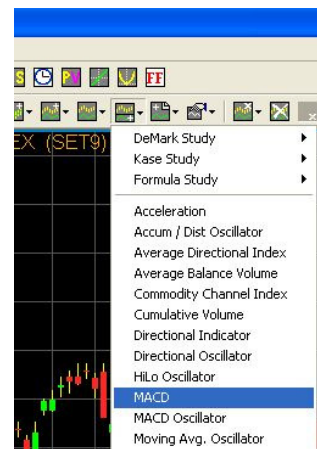 S PV FF
EX (SET9)
DeMark Study
Kase Study
Formula Study
Acceleration
Accum / Dist Oscillator
Average Directional Index
Average Balance Volume
Commodity Channel Index
Cumulative Volume
Directional Indicator
Directional Oscillator
HiLo Oscillator
MACD
MACD Oscillator
Moving Avg. Oscillator